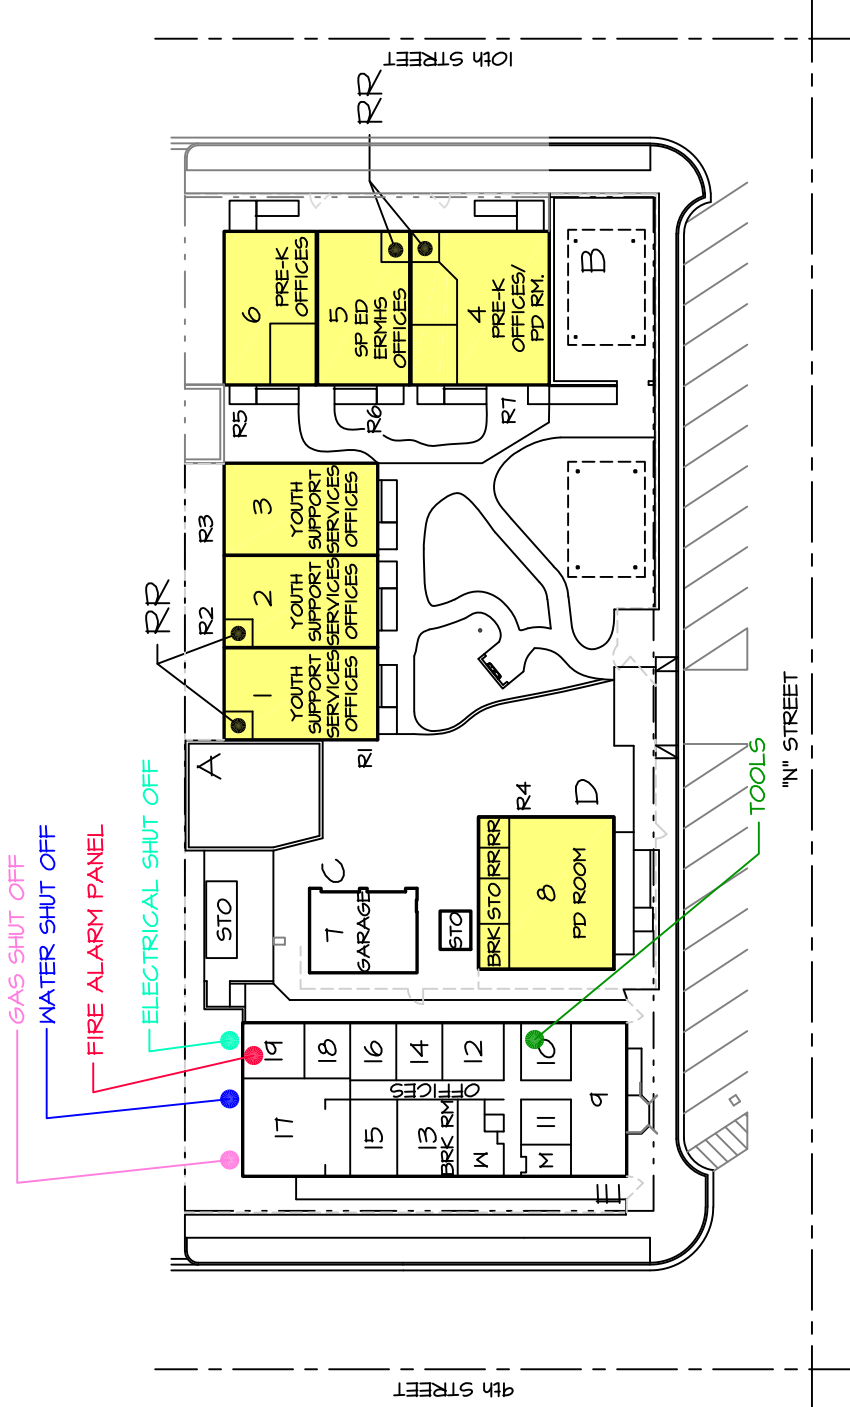 10th STREET
RR
6
PRE-K
OFFICES
5
SP ED
ERMHS
OFFICES
4
PRE-K
OFFICES/
PD RM.
B
R5
R6
R7
3
YOUTH
SUPPORT
SERVICES
OFFICES
R3
2
YOUTH
SUPPORT
SERVICES
OFFICES
R2
RR
1
YOUTH
SUPPORT
SERVICES
OFFICES
R1
A
R4
D
8
PD ROOM
BRK
STO
RR
RR
C
7
GARAGE
STO
STO
TOOLS
"N" STREET
GAS SHUT OFF
WATER SHUT OFF
FIRE ALARM PANEL
ELECTRICAL SHUT OFF
19
18
16
14
12
10
OFFICES
17
15
13
BRK RM
W
11
M
9
E
9th STREET